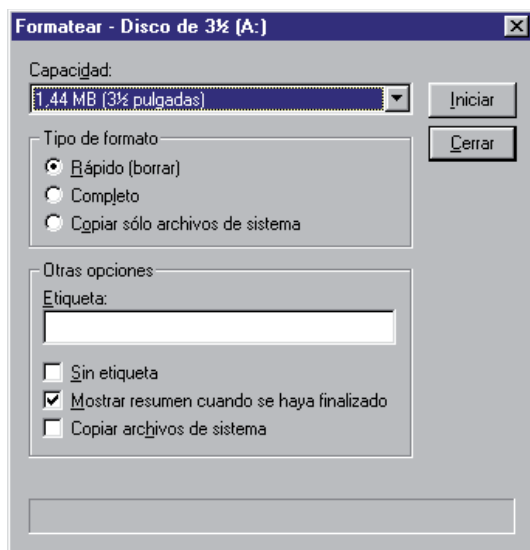 Formatear - Disco de 3½ (A:)
Capacidad:
1,44 MB (3½ pulgadas)
Iniciar
Cerrar
Tipo de formato
Rápido (borrar)
Completo
Copiar sólo archivos de sistema
Otras opciones
Etiqueta:
Sin etiqueta
Mostrar resumen cuando se haya finalizado
Copiar archivos de sistema